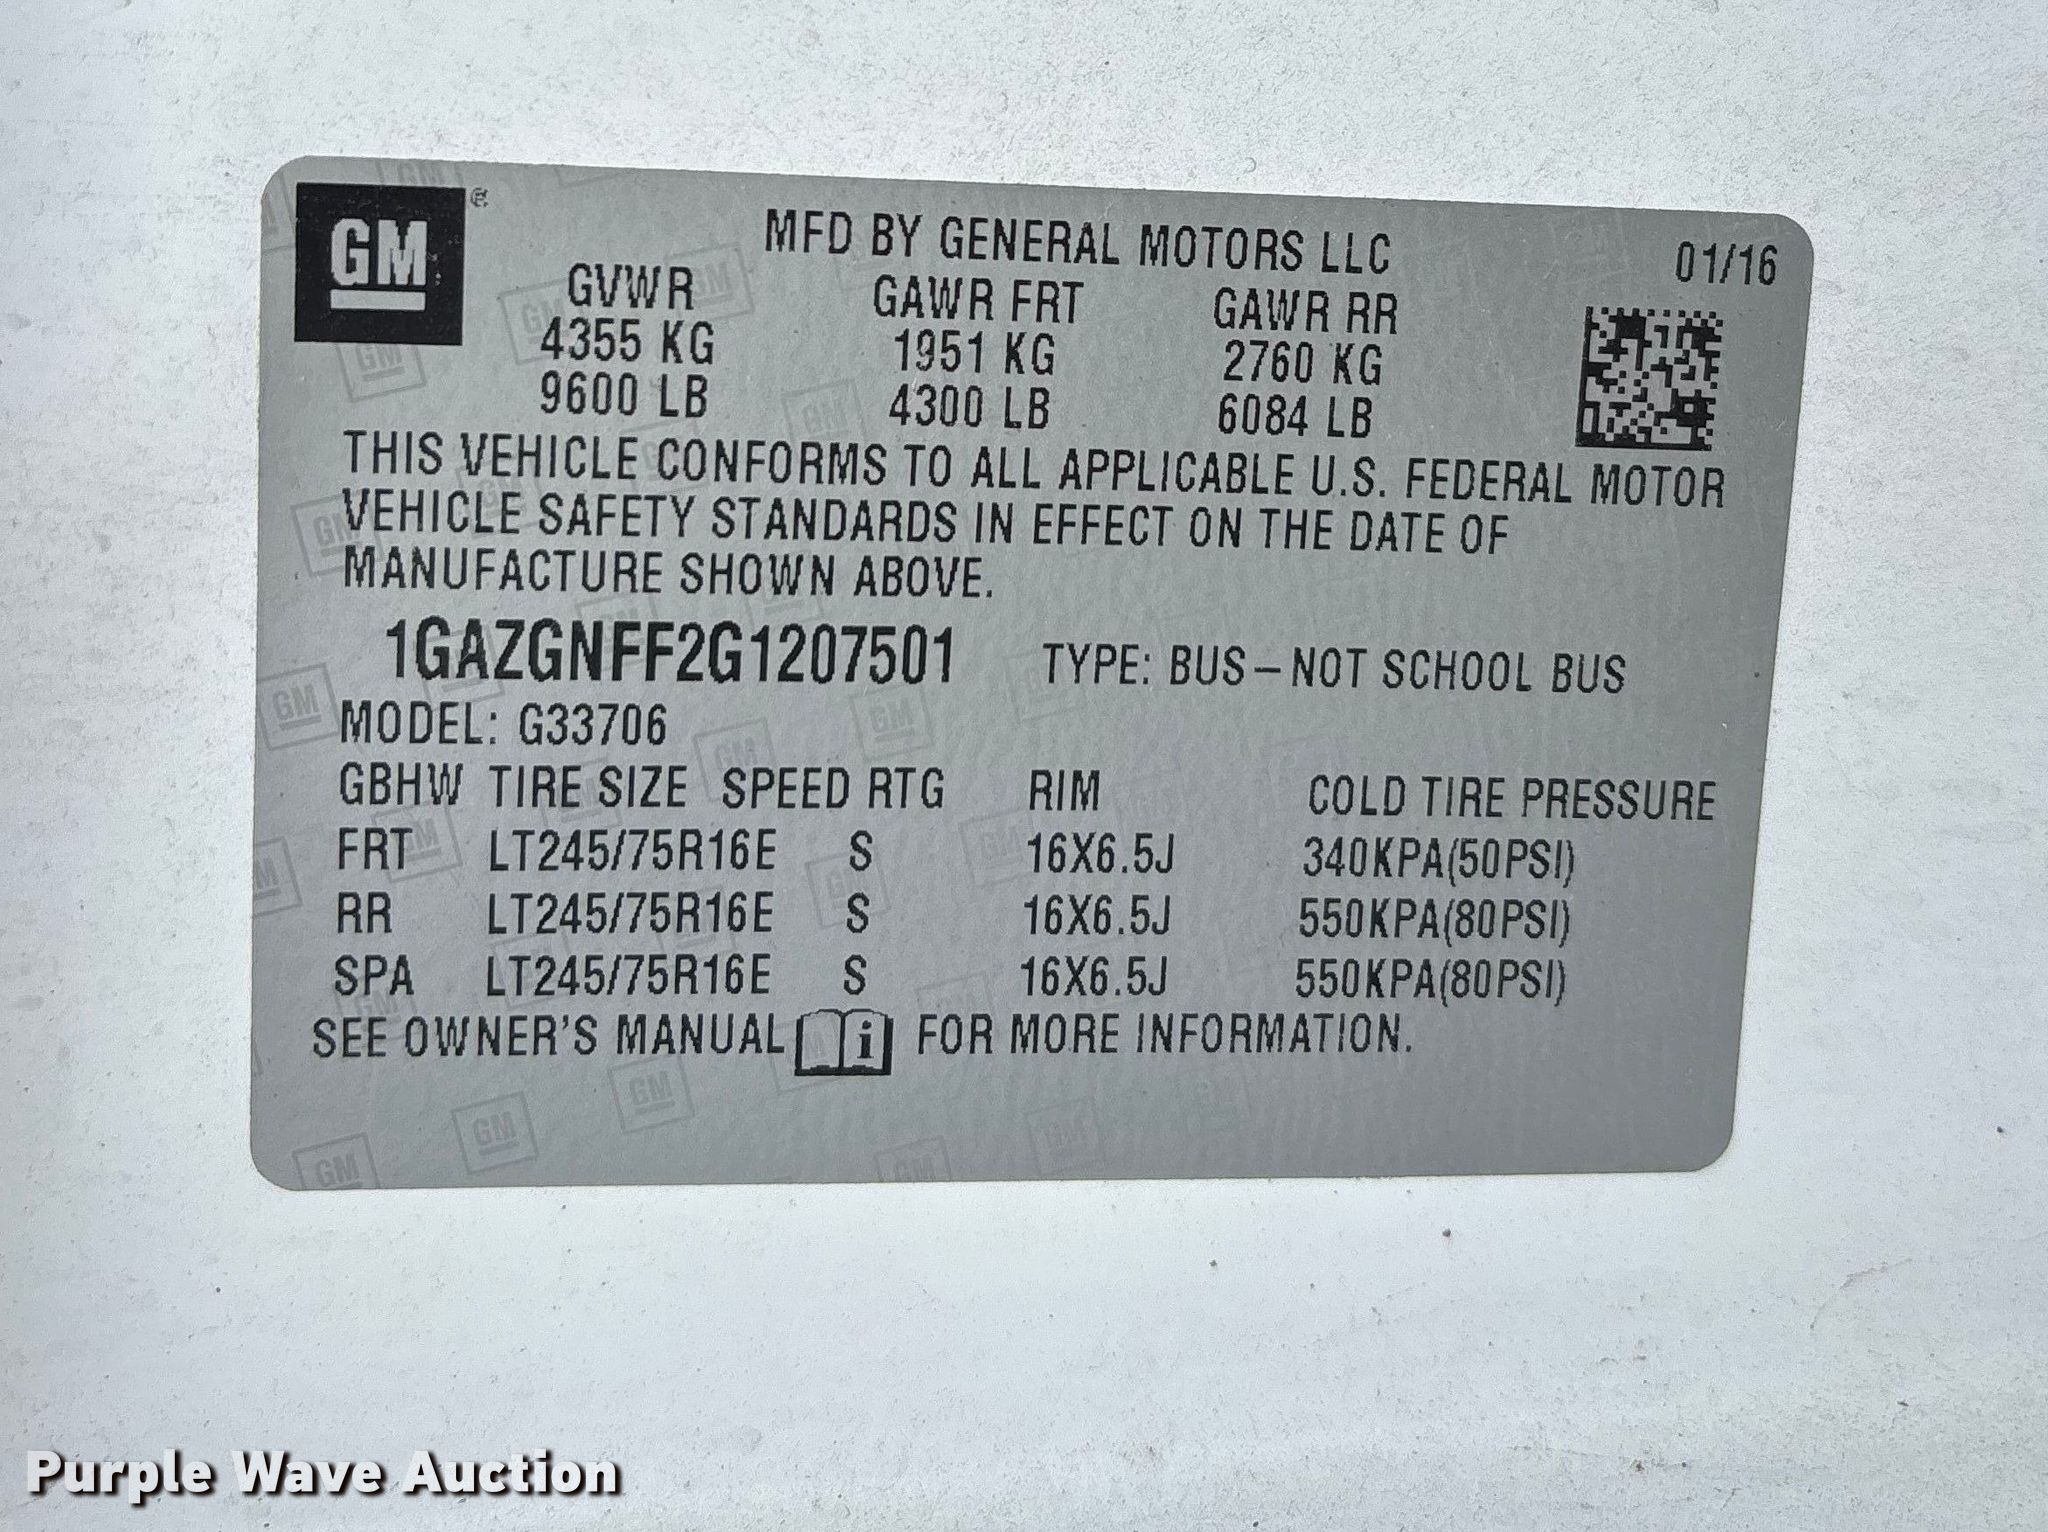 GM ®
MFD BY GENERAL MOTORS LLC 01/16
GVWR GAWR FRT GAWR RR
4355 KG 1951 KG 2760 KG
9600 LB 4300 LB 6084 LB
THIS VEHICLE CONFORMS TO ALL APPLICABLE U.S. FEDERAL MOTOR
VEHICLE SAFETY STANDARDS IN EFFECT ON THE DATE OF
MANUFACTURE SHOWN ABOVE.
1GAZGNFF2G1207501 TYPE: BUS – NOT SCHOOL BUS
MODEL: G33706
GBHW TIRE SIZE SPEED RTG RIM COLD TIRE PRESSURE
FRT LT245/75R16E S 16X6.5J 340KPA(50PSI)
RR LT245/75R16E S 16X6.5J 550KPA(80PSI)
SPA LT245/75R16E S 16X6.5J 550KPA(80PSI)
SEE OWNER'S MANUAL i FOR MORE INFORMATION.
Purple Wave Auction